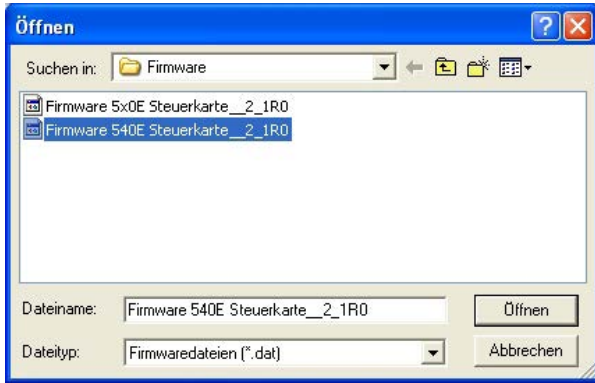 Öffnen
Suchen in: Firmware
Firmware 5x0E Steuerkarte__2_1R0
Firmware 540E Steuerkarte__2_1R0
Dateiname: Firmware 540E Steuerkarte__2_1R0 Öffnen
Dateityp: Firmwaredateien (*.dat) Abbrechen